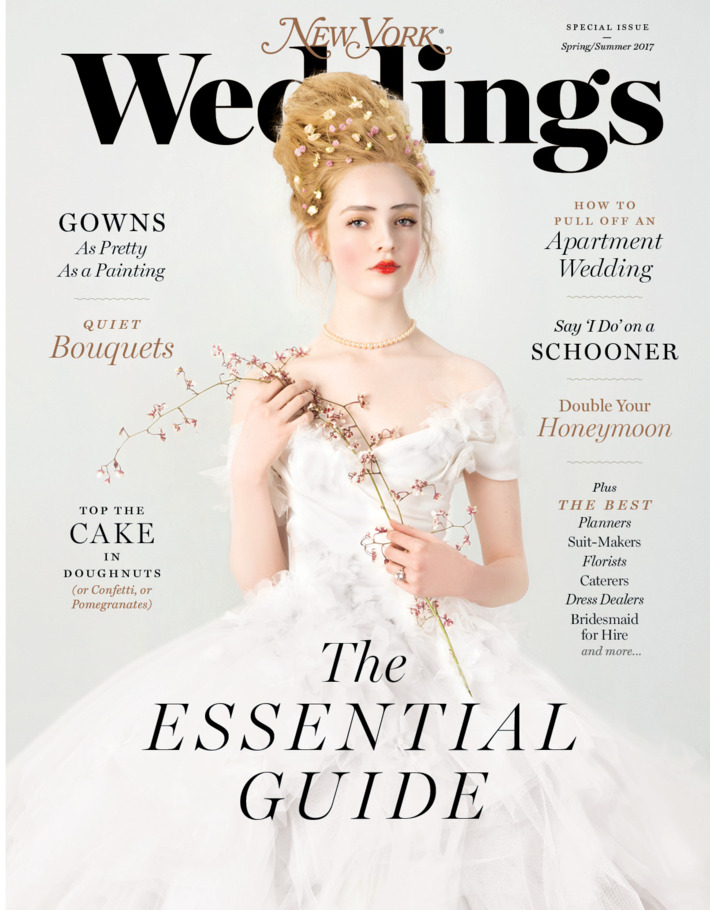 NEW YORK®
Weddings
SPECIAL ISSUE
—
Spring/Summer 2017
GOWNS
As Pretty
As a Painting
QUIET
Bouquets
TOP THE
CAKE
IN
DOUGHNUTS
(or Confetti, or
Pomegranates)
HOW TO
PULL OFF AN
Apartment
Wedding
Say ‘I Do’ on a
SCHOONER
Double Your
Honeymoon
Plus
THE BEST
Planners
Suit-Makers
Florists
Caterers
Dress Dealers
Bridesmaid
for Hire
and more...
The
ESSENTIAL
GUIDE